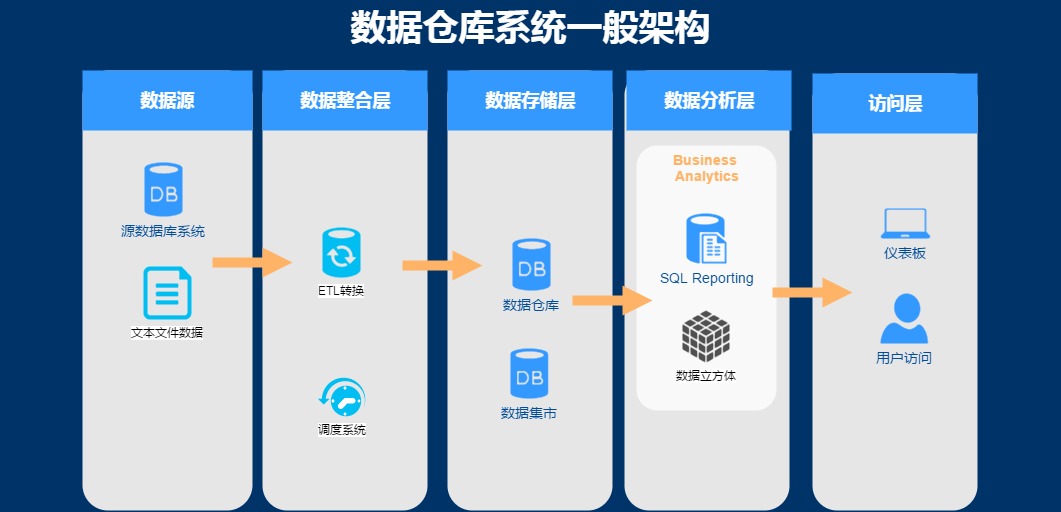 数据仓库系统一般架构
数据源
数据整合层
数据存储层
数据分析层
访问层
DB
源数据库系统
文本文件数据
ETL转换
调度系统
DB
数据仓库
DB
数据集市
Business
Analytics
SQL Reporting
数据立方体
仪表板
用户访问